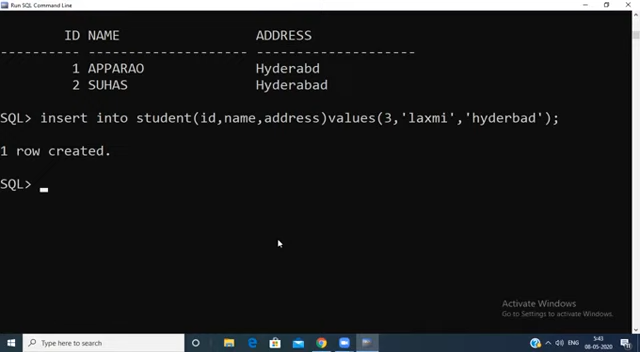 Run SQL Command Line
ID NAME ADDRESS
---------- -------------------- --------------------
1 APPARAO Hyderabd
2 SUHAS Hyderabad
SQL> insert into student(id,name,address)values(3,'laxmi','hyderbad');
1 row created.
SQL>
Activate Windows
Go to Settings to activate Windows.
Type here to search
ENG
5:43
08-05-2020